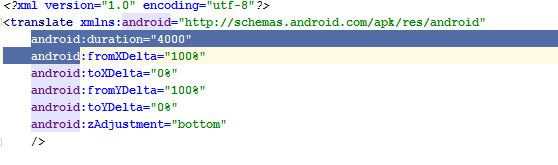 <?xml version="1.0" encoding="utf-8"?>
<translate xmlns:android="http://schemas.android.com/apk/res/android"
android:duration="4000"
android:fromXDelta="100%"
android:toXDelta="0%"
android:fromYDelta="100%"
android:toYDelta="0%"
android:zAdjustment="bottom"
/>